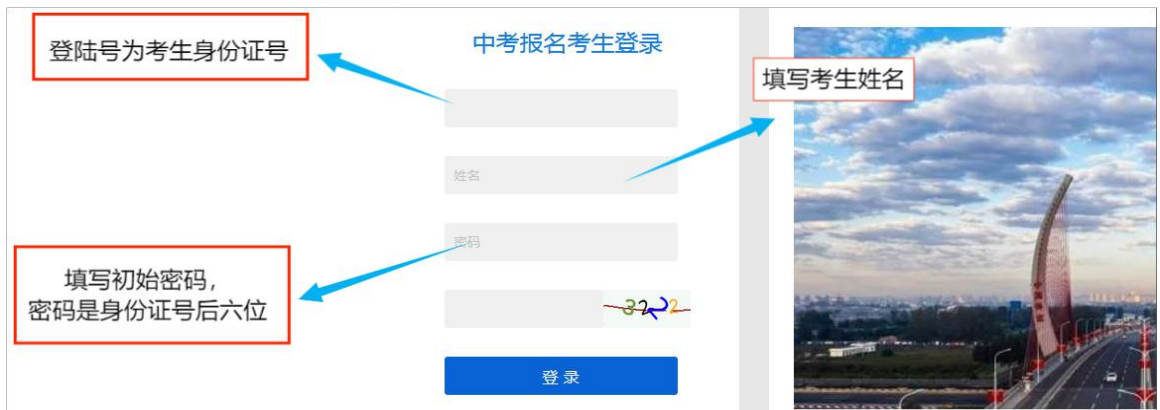 登陆号为考生身份证号
中考报名考生登录
填写考生姓名
姓名
密码
填写初始密码，
密码是身份证号后六位
3222
登 录